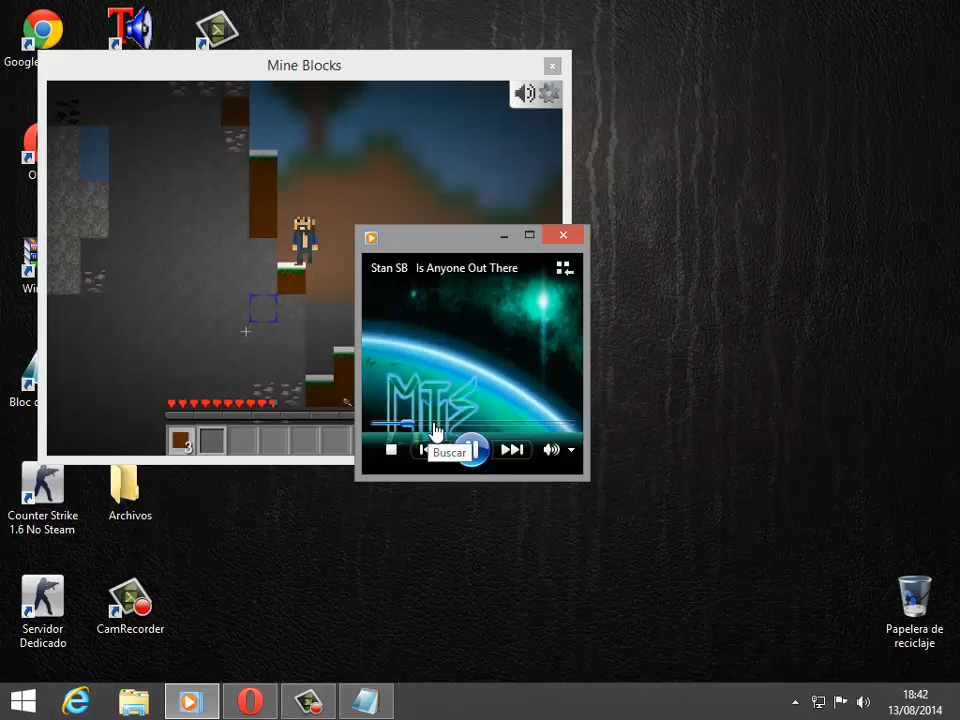 Google
Mine Blocks
x
O
Win
Stan SB Is Anyone Out There
MTS
Buscar
Bloc d
3
Counter Strike
1.6 No Steam
Archivos
Servidor
Dedicado
CamRecorder
Papelera de
reciclaje
18:42
13/08/2014